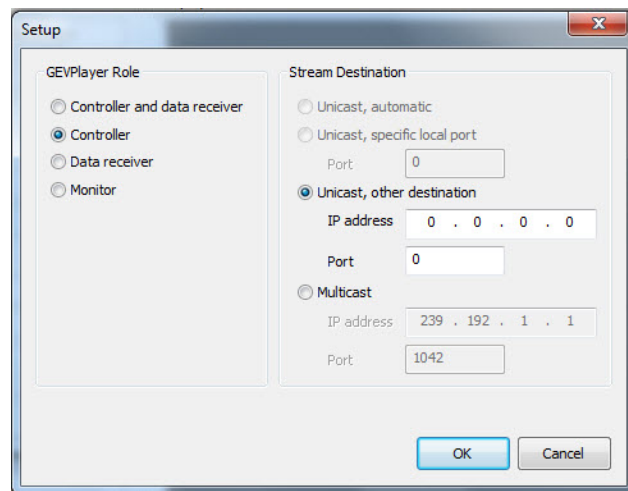 Setup
GEVPlayer Role
Controller and data receiver
Controller
Data receiver
Monitor
Stream Destination
Unicast, automatic
Unicast, specific local port
Port 0
Unicast, other destination
IP address 0 . 0 . 0 . 0
Port 0
Multicast
IP address 239 . 192 . 1 . 1
Port 1042
OK Cancel